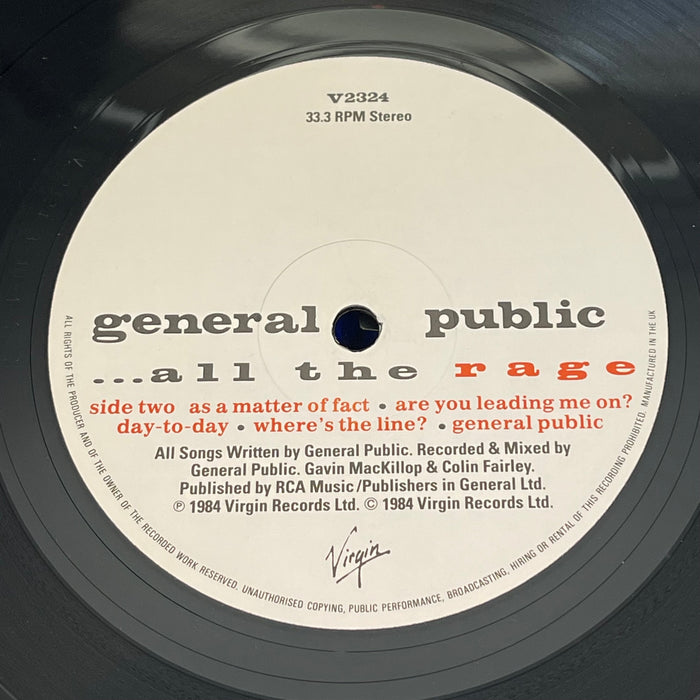 V2324
33.3 RPM Stereo
general public
...all the rage
side two as a matter of fact • are you leading me on?
day-to-day • where's the line? • general public
All Songs Written by General Public. Recorded & Mixed by
General Public. Gavin MacKillop & Colin Fairley.
Published by RCA Music/Publishers in General Ltd.
℗ 1984 Virgin Records Ltd. © 1984 Virgin Records Ltd.
Virgin
ALL RIGHTS OF THE PRODUCER AND OF THE OWNER OF THE RECORDED WORK RESERVED. UNAUTHORISED COPYING, PUBLIC PERFORMANCE, BROADCASTING, HIRING OR RENTAL OF THIS RECORDING PROHIBITED. MANUFACTURED IN THE UK